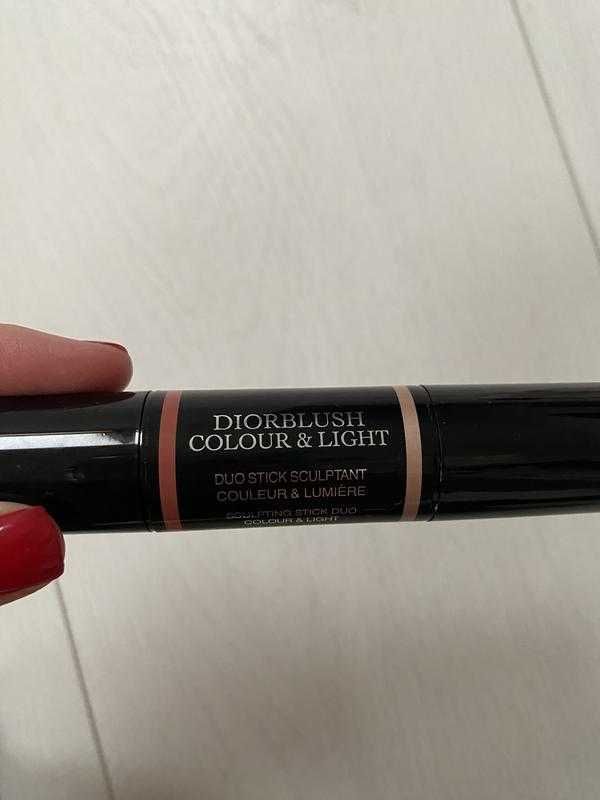 DIORBLUSH
COLOUR & LIGHT
DUO STICK SCULPTANT
COULEUR & LUMIÈRE
SCULPTING STICK DUO
COLOUR & LIGHT